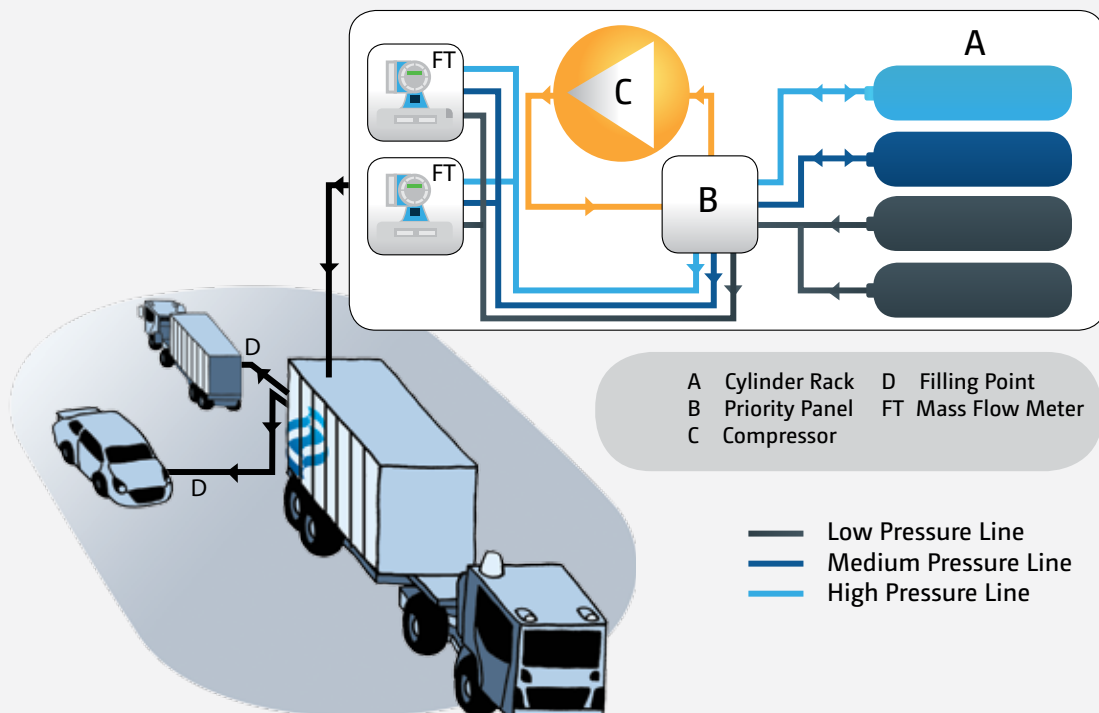 FT
C
A
FT
B
D
D
A Cylinder Rack D Filling Point
B Priority Panel FT Mass Flow Meter
C Compressor
Low Pressure Line
Medium Pressure Line
High Pressure Line